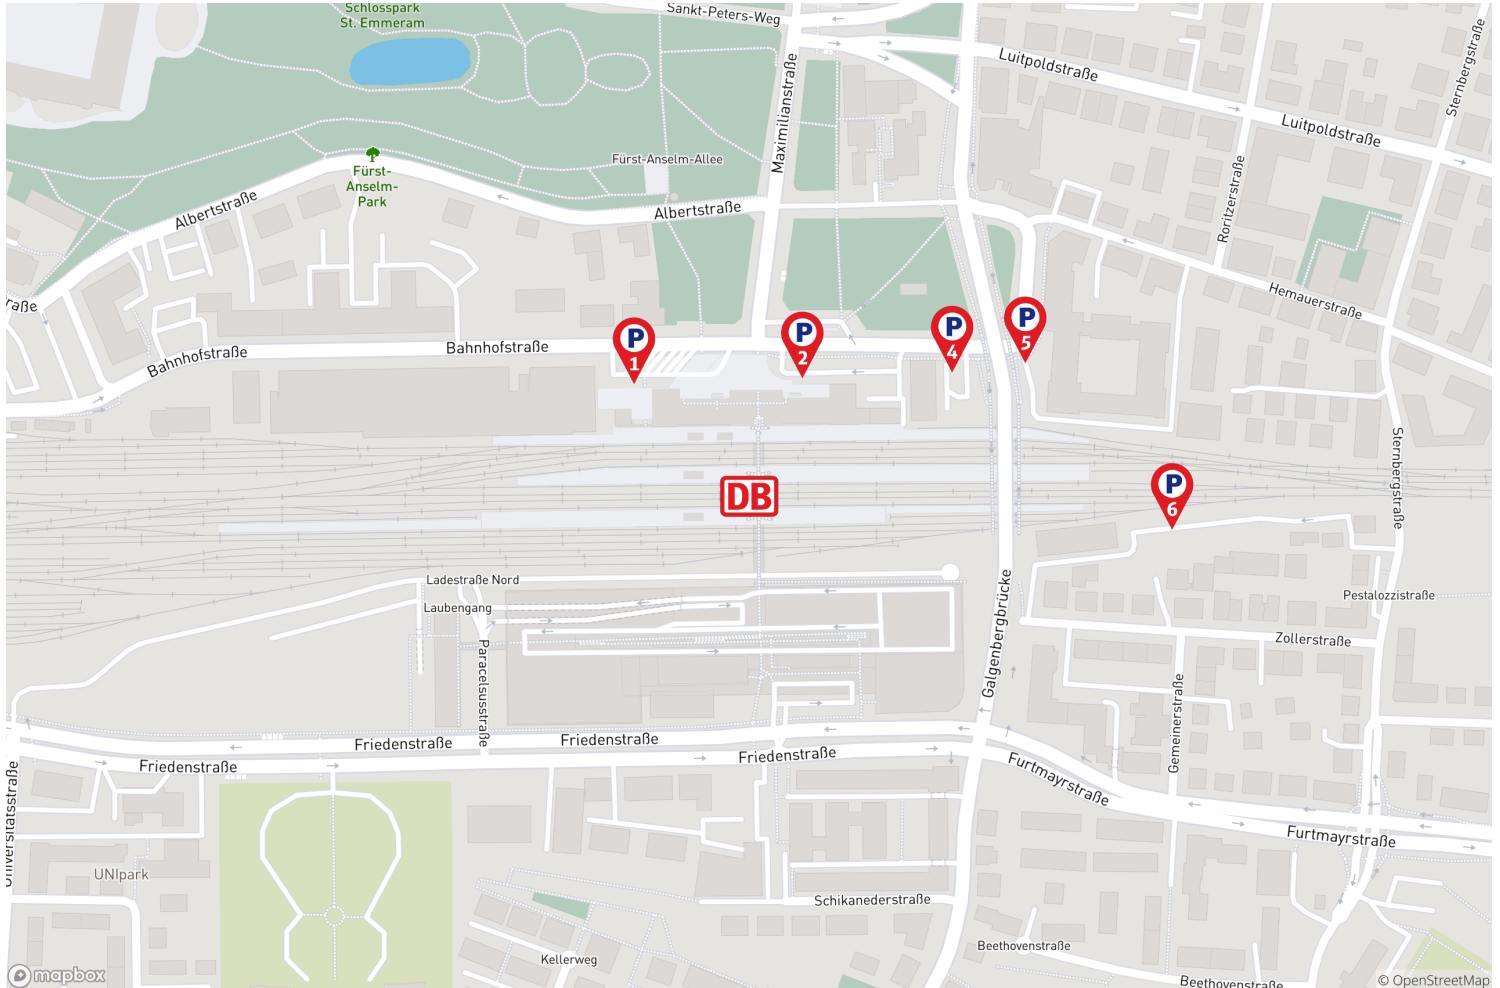 Schlosspark
St. Emmeram
Sankt-Peters-Weg
Luitpoldstraße
Sternbergstraße
Maximilianstraße
Luitpoldstraße
Fürst-Anselm-Allee
Fürst-
Anselm-
Park
Albertstraße
Albertstraße
Roritzerstraße
Hemauerstraße
raße
P
1
P
2
P
4
P
5
Bahnhofstraße
Bahnhofstraße
Sternbergstraße
DB
P
6
Ladestraße Nord
Laubengang
Pestalozzistraße
Zollerstraße
Galgenbergbrücke
Paracelsusstraße
Gemeinerstraße
Friedenstraße
Friedenstraße
Friedenstraße
Friedenstraße
Furtmayrstraße
Furtmayrstraße
Universitätsstraße
UNIpark
Schikanederstraße
Beethovenstraße
Kellerweg
Beethovenstraße
mapbox
© OpenStreetMap